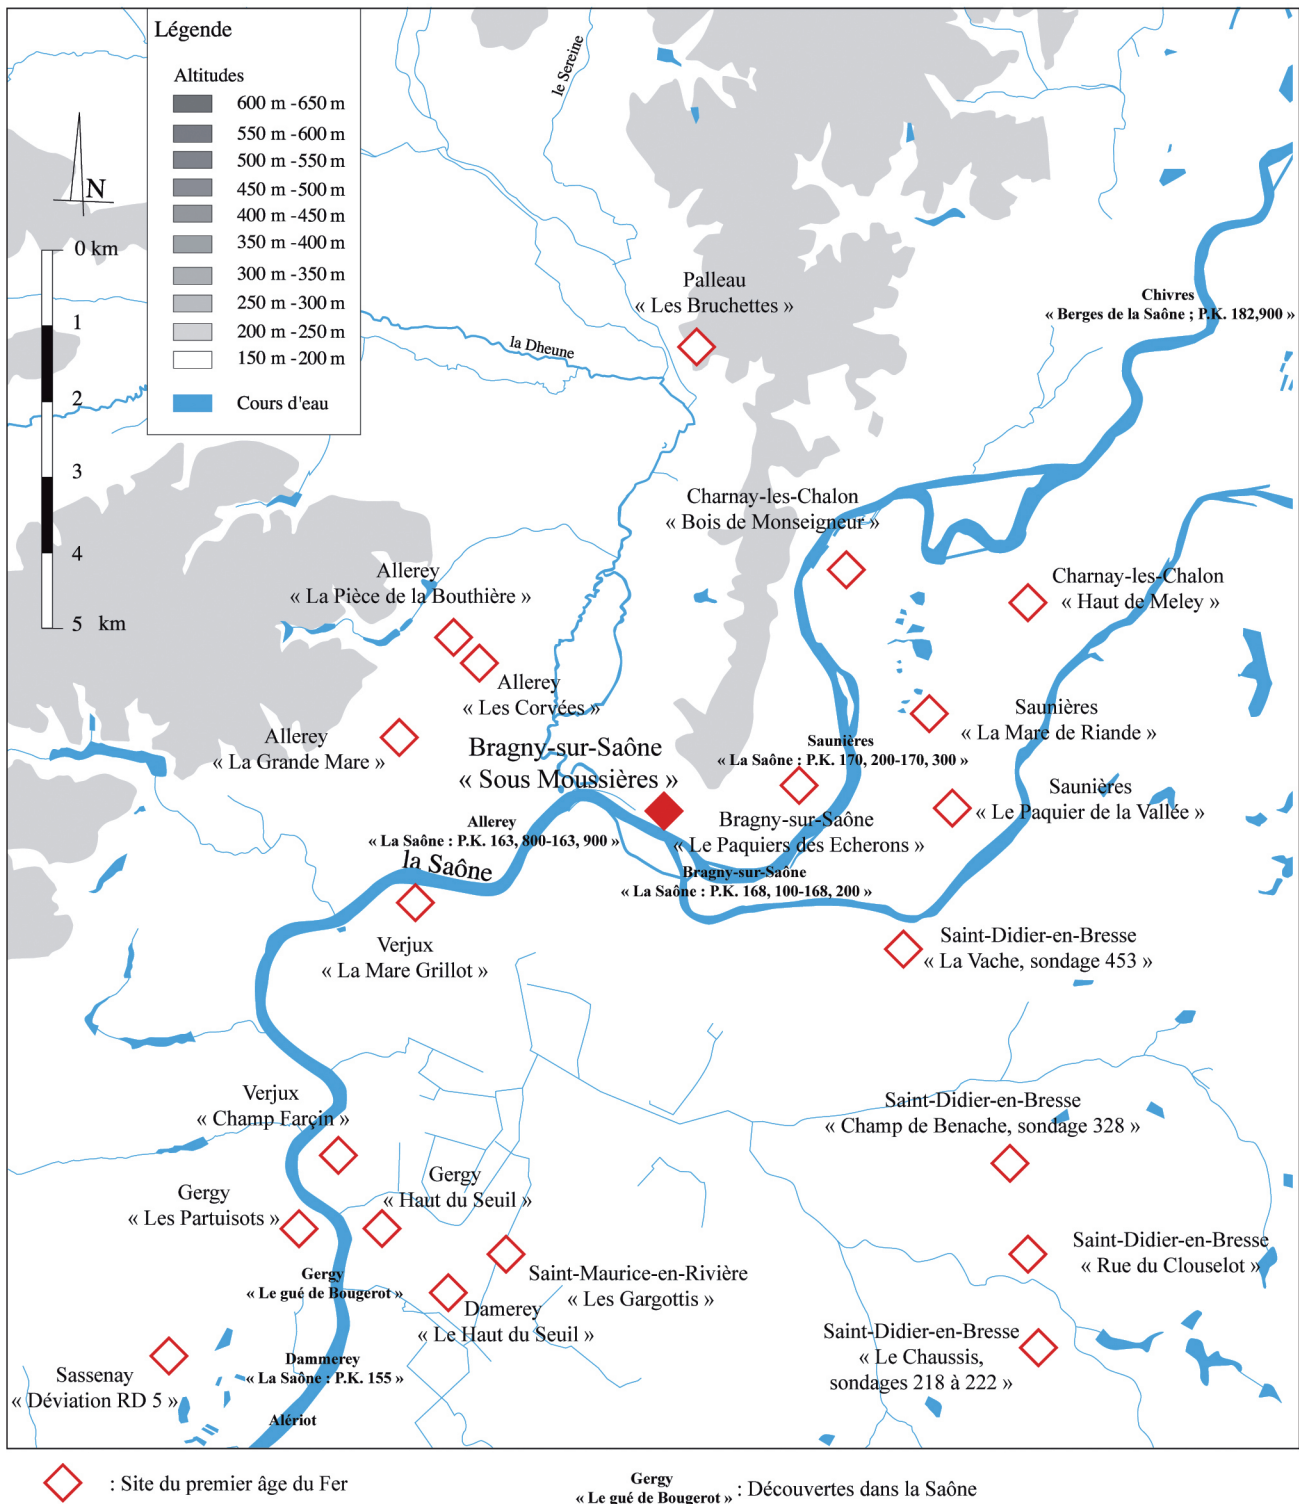 Légende
Altitudes
600 m -650 m
550 m -600 m
500 m -550 m
450 m -500 m
400 m -450 m
350 m -400 m
300 m -350 m
250 m -300 m
200 m -250 m
150 m -200 m
Cours d'eau
N
0 km
1
2
3
4
5 km
le Sereine
la Dheune
Palleau
« Les Bruchettes »
Chivres
« Berges de la Saône ; P.K. 182,900 »
Charnay-les-Chalon
« Bois de Monseigneur »
Charnay-les-Chalon
« Haut de Meley »
Allerey
« La Pièce de la Bouthière »
Allerey
« Les Corvées »
Allerey
« La Grande Mare »
Bragny-sur-Saône
« Sous Moussières »
Saunières
« La Saône : P.K. 170, 200-170, 300 »
Saunières
« La Mare de Riande »
Saunières
« Le Paquier de la Vallée »
Bragny-sur-Saône
« Le Paquiers des Echerons »
Allerey
« La Saône : P.K. 163, 800-163, 900 »
la Saône
Bragny-sur-Saône
« La Saône : P.K. 168, 100-168, 200 »
Verjux
« La Mare Grillot »
Saint-Didier-en-Bresse
« La Vache, sondage 453 »
Verjux
« Champ Farçin »
Saint-Didier-en-Bresse
« Champ de Benache, sondage 328 »
Gergy
« Haut du Seuil »
Gergy
« Les Partuisots »
Saint-Didier-en-Bresse
« Rue du Clouselot »
Gergy
« Le gué de Bougerot »
Saint-Maurice-en-Rivière
« Les Gargottis »
Damerey
« Le Haut du Seuil »
Saint-Didier-en-Bresse
« Le Chaussis,
sondages 218 à 222 »
Dammerey
« La Saône : P.K. 155 »
Sassenay
« Déviation RD 5 »
Alériot
: Site du premier âge du Fer
Gergy
« Le gué de Bougerot »
: Découvertes dans la Saône